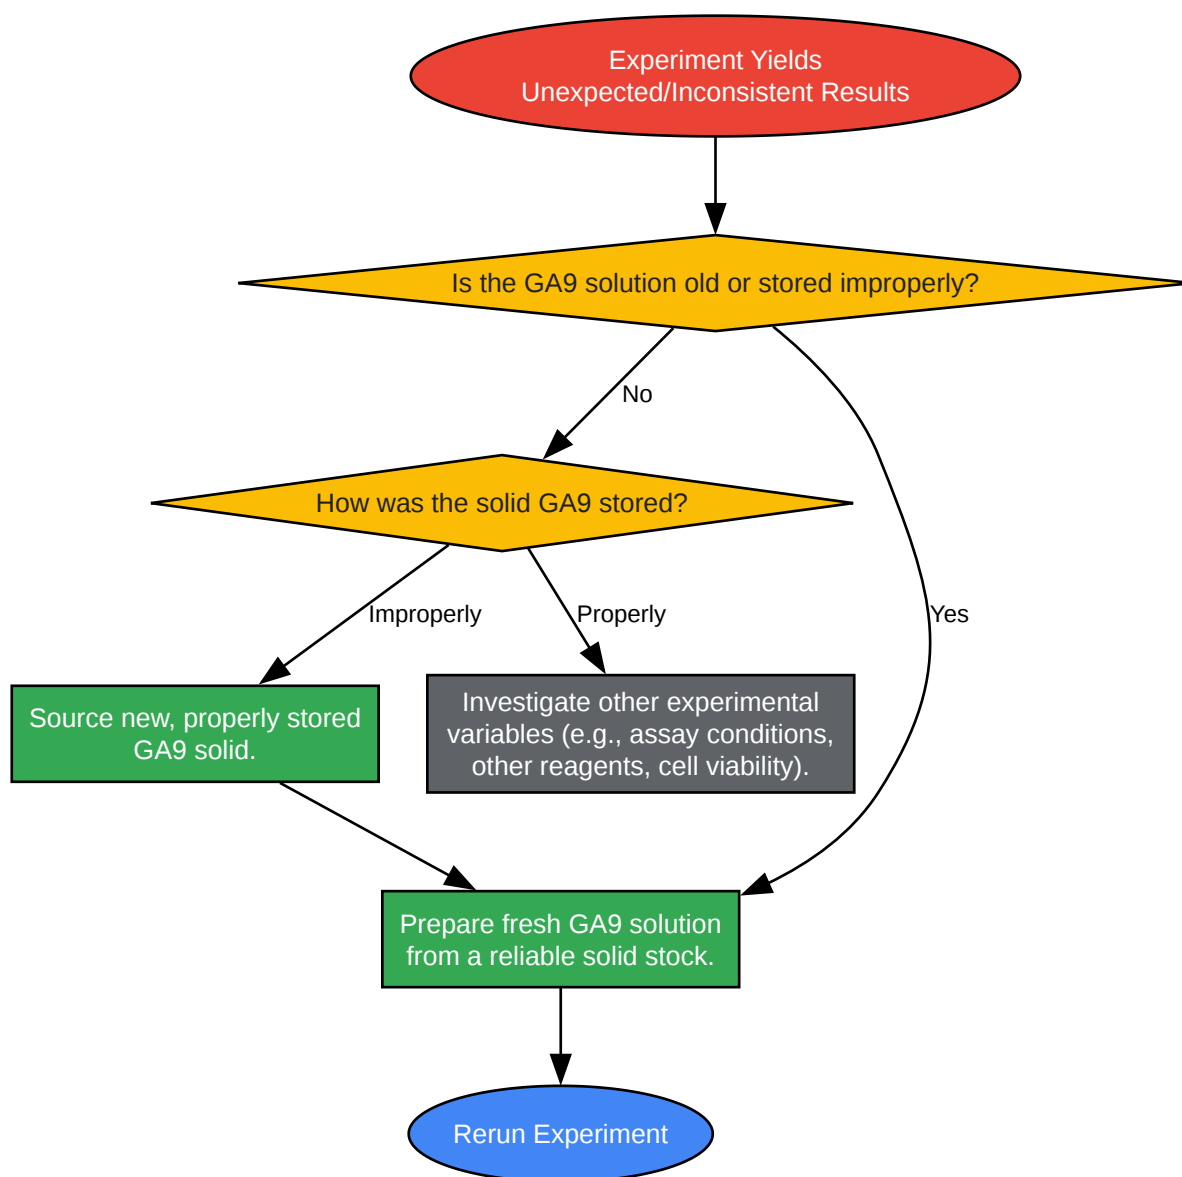 Experiment Yields
Unexpected/Inconsistent Results
Is the GA9 solution old or stored improperly?
No
How was the solid GA9 stored?
Improperly
Properly
Yes
Source new, properly stored
GA9 solid.
Investigate other experimental
variables (e.g., assay conditions,
other reagents, cell viability).
Prepare fresh GA9 solution
from a reliable solid stock.
Rerun Experiment